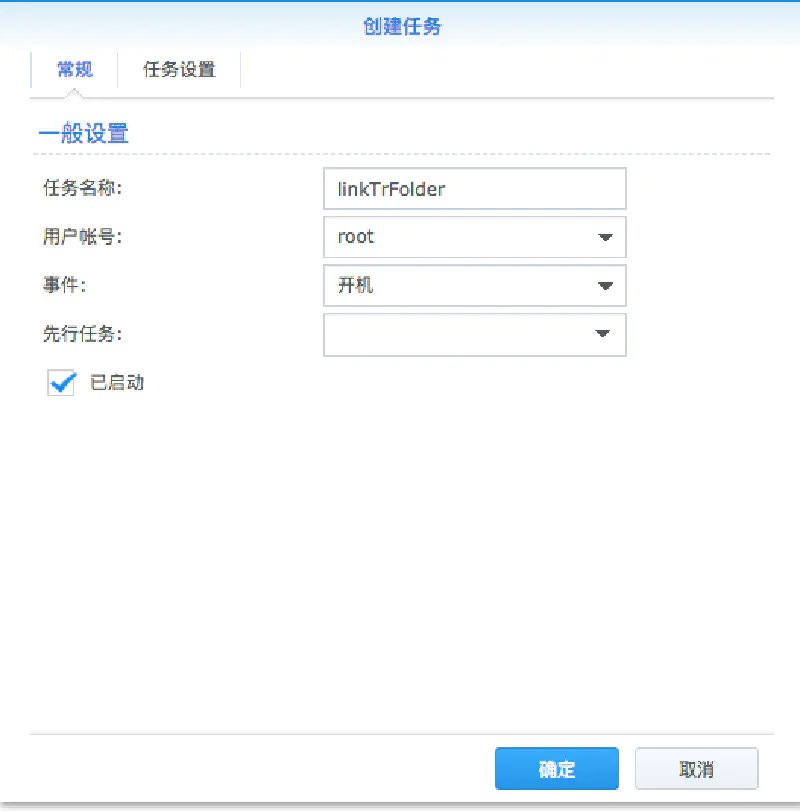 创建任务
常规 任务设置
一般设置
任务名称: linkTrFolder
用户帐号: root
事件: 开机
先行任务:
已启动
确定 取消